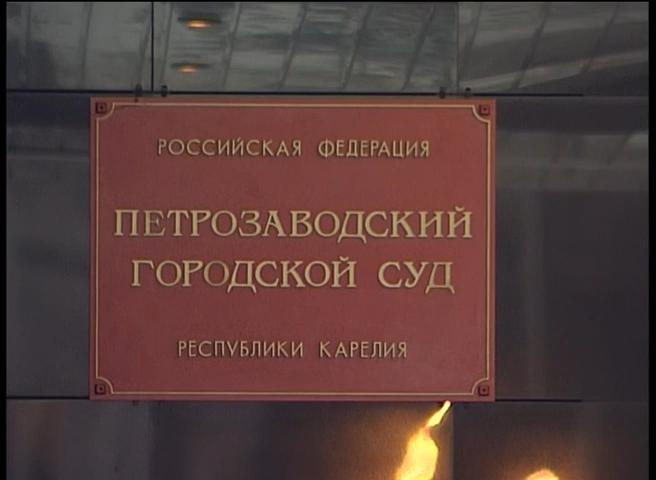 РОССИЙСКАЯ ФЕДЕРАЦИЯ
ПЕТРОЗАВОДСКИЙ
ГОРОДСКОЙ СУД
РЕСПУБЛИКИ КАРЕЛИЯ